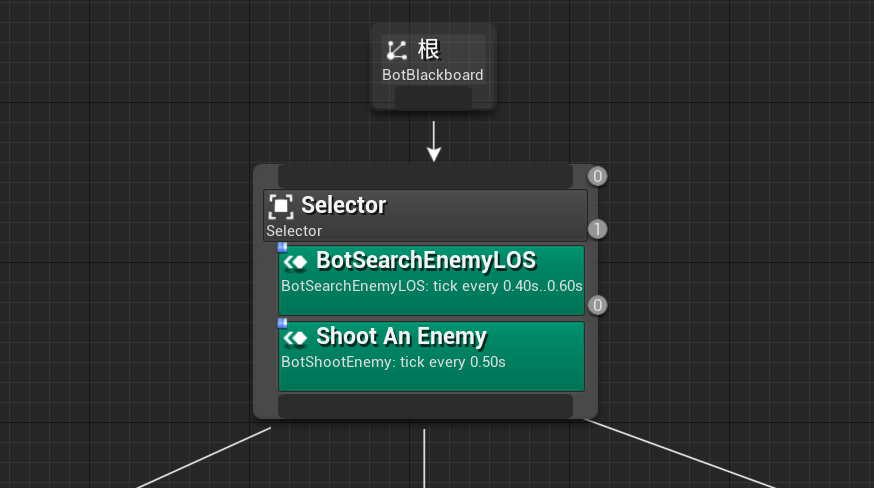 根
BotBlackboard
0
Selector
Selector
1
BotSearchEnemyLOS
BotSearchEnemyLOS: tick every 0.40s..0.60s
0
Shoot An Enemy
BotShootEnemy: tick every 0.50s